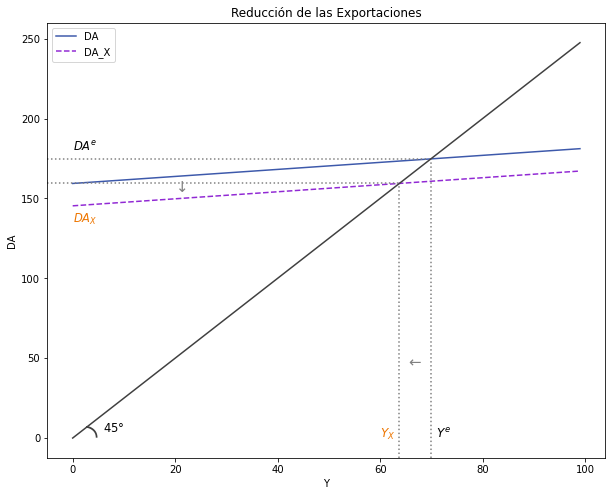 Reducción de las Exportaciones
DA
DA_X
250
200
150
100
50
0
DA
DA^e
↓
DA_X
←
45°
Y_X
Y^e
0
20
40
60
80
100
Y